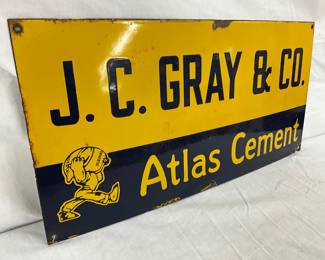 J. C. GRAY & CO.
Atlas Cement